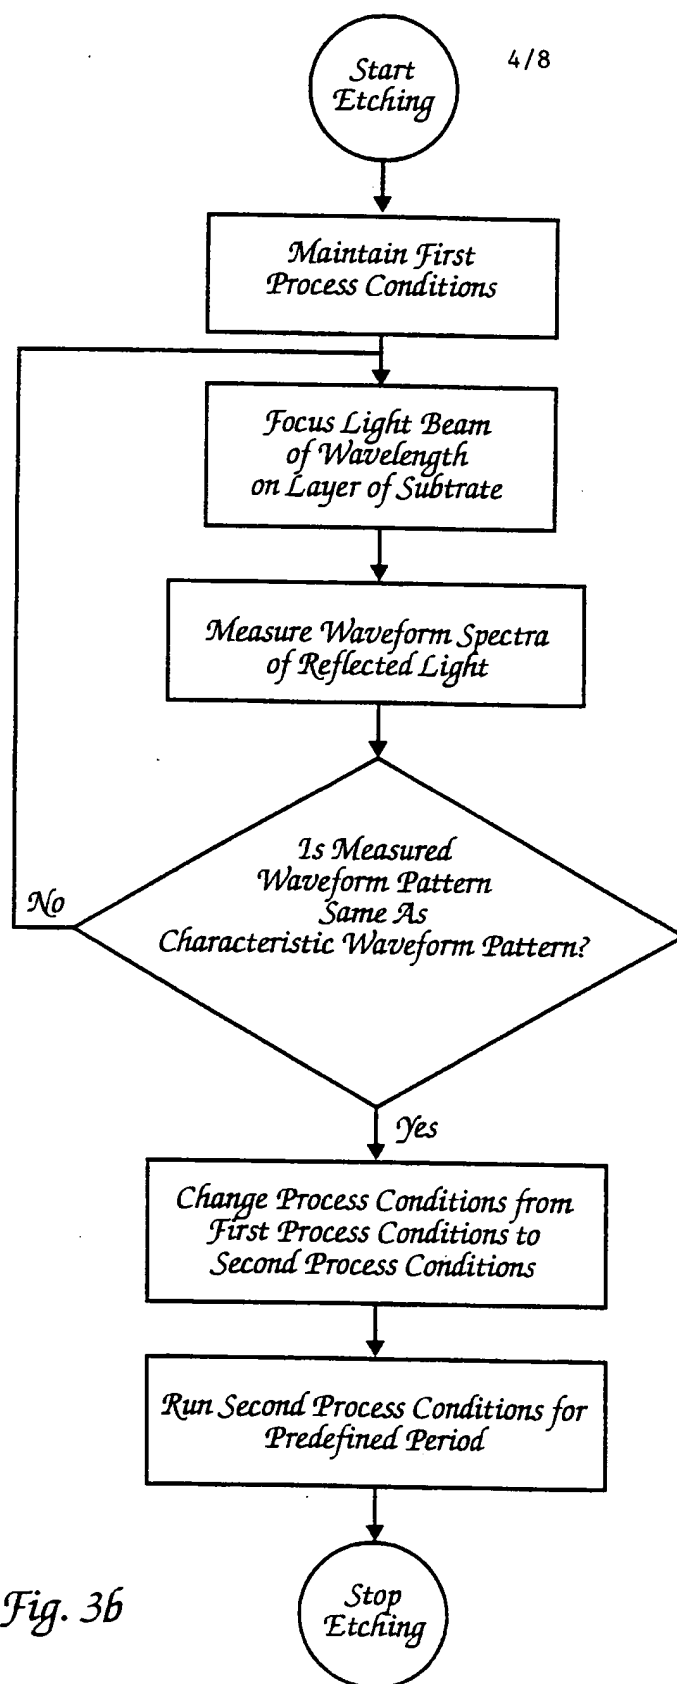 4/8
Start
Etching
Maintain First
Process Conditions
Focus Light Beam
of Wavelength
on Layer of Subtrate
Measure Waveform Spectra
of Reflected Light
Is Measured
Waveform Pattern
Same As
Characteristic Waveform Pattern?
No
Yes
Change Process Conditions from
First Process Conditions to
Second Process Conditions
Run Second Process Conditions for
Predefined Period
Stop
Etching
Fig. 3b